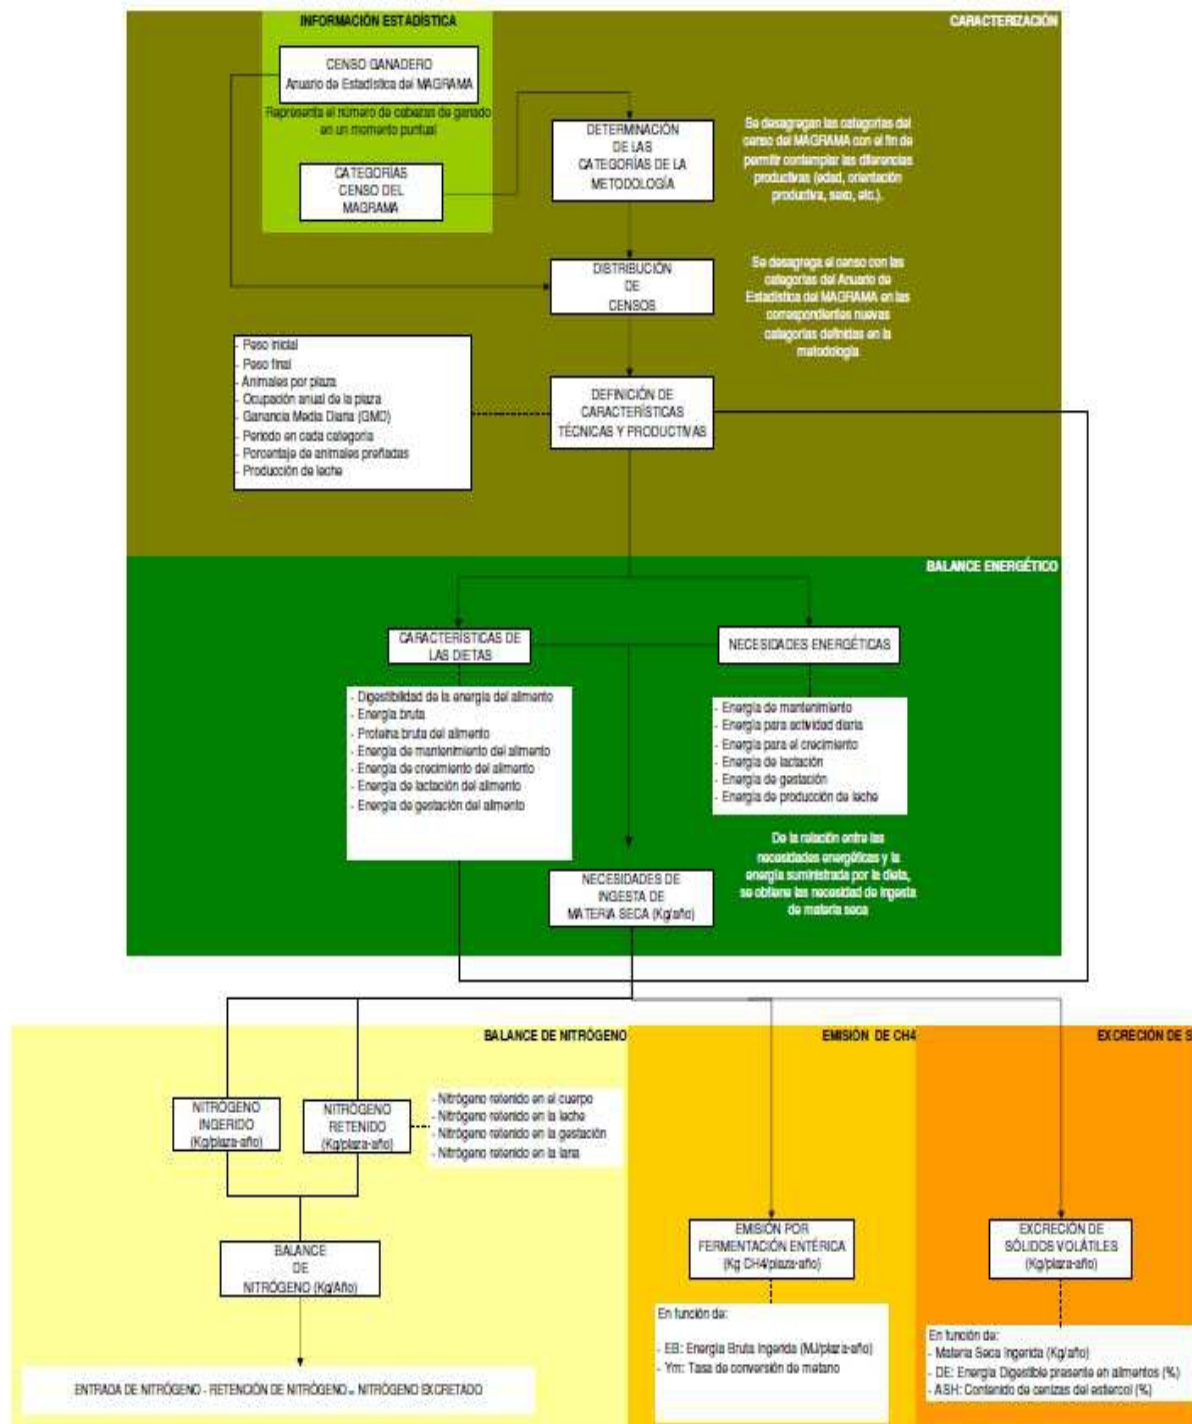 INFORMACIÓN ESTADÍSTICA
CARACTERIZACIÓN
CENSO GANADERO
Anuario de Estadística del MAGRAMA
Representa el número de cabezas de ganado
en un momento puntual
CATEGORÍAS
CENSO DEL
MAGRAMA
DETERMINACIÓN
DE LAS
CATEGORÍAS DE LA
METODOLOGÍA
Se desagregan las categorías del
censo del MAGRAMA con el fin de
permitir contemplar las diferencias
productivas (edad, orientación
productiva, sexo, etc.).
DISTRIBUCIÓN
DE
CENSOS
Se desagrega el censo con las
categorías del Anuario de
Estadística del MAGRAMA en las
correspondientes nuevas
categorías definidas en la
metodología
- Peso inicial
- Peso final
- Animales por plaza
- Ocupación anual de la plaza
- Ganancia Media Diaria (GMD)
- Periodo en cada categoría
- Porcentaje de animales preñadas
- Producción de leche
DEFINICIÓN DE
CARACTERÍSTICAS
TÉCNICAS Y PRODUCTIVAS
BALANCE ENERGÉTICO
CARACTERÍSTICAS DE
LAS DIETAS
NECESIDADES ENERGÉTICAS
- Digestibilidad de la energía del alimento
- Energía bruta
- Proteína bruta del alimento
- Energía de mantenimiento del alimento
- Energía de crecimiento del alimento
- Energía de lactación del alimento
- Energía de gestación del alimento
- Energía de mantenimiento
- Energía para actividad diaria
- Energía para el crecimiento
- Energía de lactación
- Energía de gestación
- Energía de producción de leche
De la relación entre las
necesidades energéticas y la
energía suministrada por la dieta,
se obtiene las necesidad de ingesta
de materia seca
NECESIDADES DE
INGESTA DE
MATERIA SECA (Kg/año)
BALANCE DE NITRÓGENO
EMISIÓN DE CH4
EXCRECIÓN DE S
NITRÓGENO
INGERIDO
(Kg/plaza-año)
NITRÓGENO
RETENIDO
(Kg/plaza-año)
- Nitrógeno retenido en el cuerpo
- Nitrógeno retenido en la leche
- Nitrógeno retenido en la gestación
- Nitrógeno retenido en la lana
BALANCE
DE
NITRÓGENO (Kg/Año)
EMISIÓN POR
FERMENTACIÓN ENTÉRICA
(Kg CH4/plaza-año)
EXCRECIÓN DE
SÓLIDOS VOLÁTILES
(Kg/plaza-año)
En función de:
- EB: Energía Bruta Ingerida (MJ/plaza-año)
- Ym: Tasa de conversión de metano
En función de:
- Materia Seca Ingerida (Kg/año)
- DE: Energía Digestible presente en alimentos (%)
- ASH: Contenido de cenizas del estiercol (%)
ENTRADA DE NITRÓGENO - RETENCIÓN DE NITRÓGENO = NITRÓGENO EXCRETADO